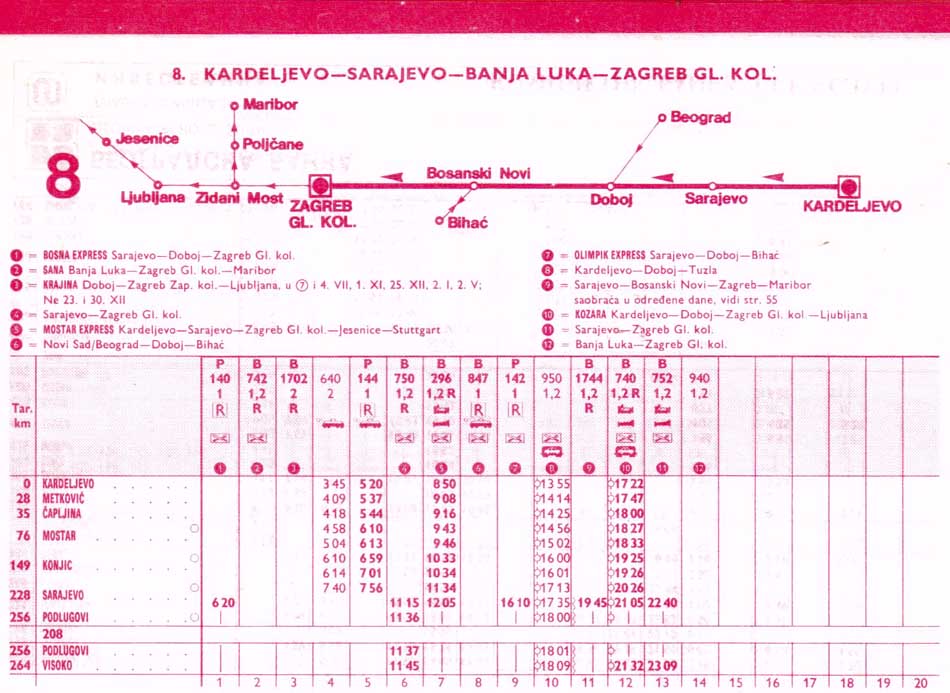 8. KARDELJEVO—SARAJEVO—BANJA LUKA—ZAGREB GL. KOL.
Maribor
Beograd
Jesenice
Poljčane
8
Bosanski Novi
Ljubljana Zidani Most ZAGREB GL. KOL. Bihać Doboj Sarajevo KARDELJEVO
1 = BOSNA EXPRESS Sarajevo—Doboj—Zagreb Gl. kol.
2 = SANA Banja Luka—Zagreb Gl. kol.—Maribor
3 = KRAJINA Doboj—Zagreb Zap. kol.—Ljubljana, u ⑦ i 4. VII, 1. XI, 25. XII, 2. I, 2. V;
Ne 23. i 30. XII
4 = Sarajevo—Zagreb Gl. kol.
5 = MOSTAR EXPRESS Kardeljevo—Sarajevo—Zagreb Gl. kol.—Jesenice—Stuttgart
6 = Novi Sad/Beograd—Doboj—Bihać
7 = OLIMPIK EXPRESS Sarajevo—Doboj—Bihać
8 = Kardeljevo—Doboj—Tuzla
9 = Sarajevo—Bosanski Novi—Zagreb—Maribor
saobraća u određene dane, vidi str. 55
10 = KOZARA Kardeljevo—Doboj—Zagreb Gl. kol.—Ljubljana
11 = Sarajevo—Zagreb Gl. kol.
12 = Banja Luka—Zagreb Gl. kol.
P B B P B B B P B B B
140 742 1702 640 144 750 296 847 142 950 1744 740 752 940
1 1,2 2 2 1 1,2 1,2 R 1 1 1,2 1,2 1,2 R 1,2 1,2
Tar. R R R R R R R R
km
1 2 3 4 5 6 7 8 9 10 11 12
0 KARDELJEVO 3 45 5 20 8 50 13 55 17 22
28 METKOVIĆ 4 09 5 37 9 08 14 14 17 47
35 ČAPLJINA 4 18 5 44 9 16 14 25 18 00
76 MOSTAR 4 58 6 10 9 43 14 56 18 27
5 04 6 13 9 46 15 02 18 33
149 KONJIC 6 10 6 59 10 33 16 00 19 25
6 14 7 01 10 34 16 01 19 26
228 SARAJEVO 7 40 7 56 11 34 17 13 20 26
6 20 11 15 12 05 16 10 17 35 19 45 21 05 22 40
256 PODLUGOVI | 11 36 | | 18 00 | | |
208
256 PODLUGOVI | 11 37 | | 18 01 | | |
264 VISOKO | 11 45 | | 18 09 | 21 32 23 09
1 2 3 4 5 6 7 8 9 10 11 12 13 14 15 16 17 18 19 20